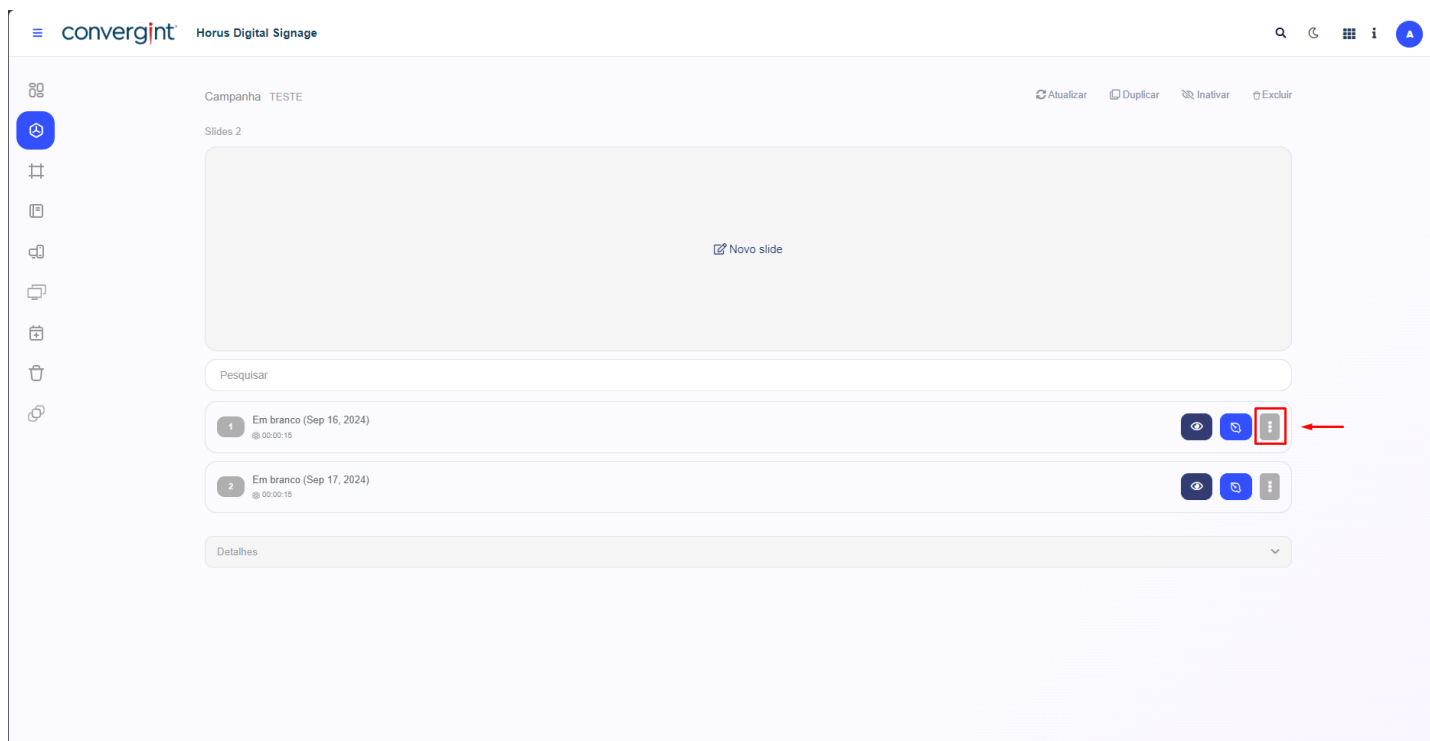 convergint Horus Digital Signage A
Campanha TESTE Atualizar Duplicar Inativar Excluir
Slides 2
Novo slide
Pesquisar
1 Em branco (Sep 16, 2024)
00:00:15
2 Em branco (Sep 17, 2024)
00:00:15
Detalhes